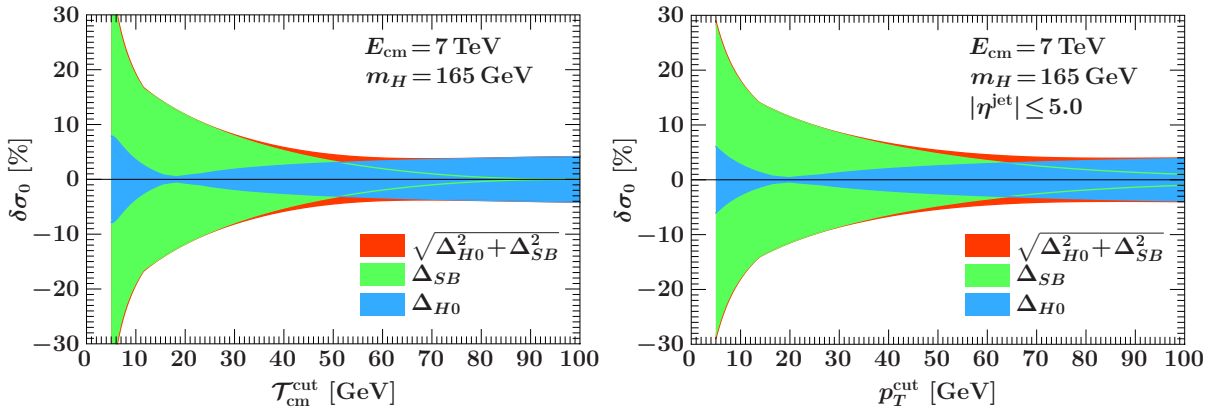 30
20
10
0
−10
−20
−30
δσ₀ [%]
E_cm = 7 TeV
m_H = 165 GeV
√(Δ²_H0 + Δ²_SB)
Δ_SB
Δ_H0
0 10 20 30 40 50 60 70 80 90 100
𝒯_cm^cut [GeV]
30
20
10
0
−10
−20
−30
δσ₀ [%]
E_cm = 7 TeV
m_H = 165 GeV
|η^jet| ≤ 5.0
√(Δ²_H0 + Δ²_SB)
Δ_SB
Δ_H0
0 10 20 30 40 50 60 70 80 90 100
p_T^cut [GeV]